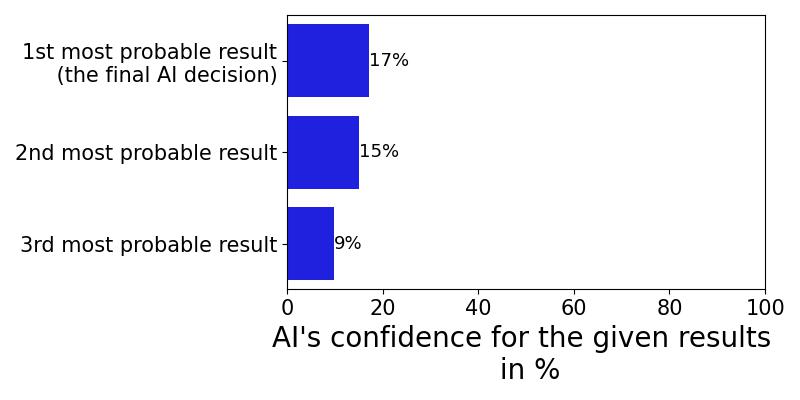 1st most probable result
(the final AI decision)
17%
2nd most probable result
15%
3rd most probable result
9%
0 20 40 60 80 100
AI's confidence for the given results
in %